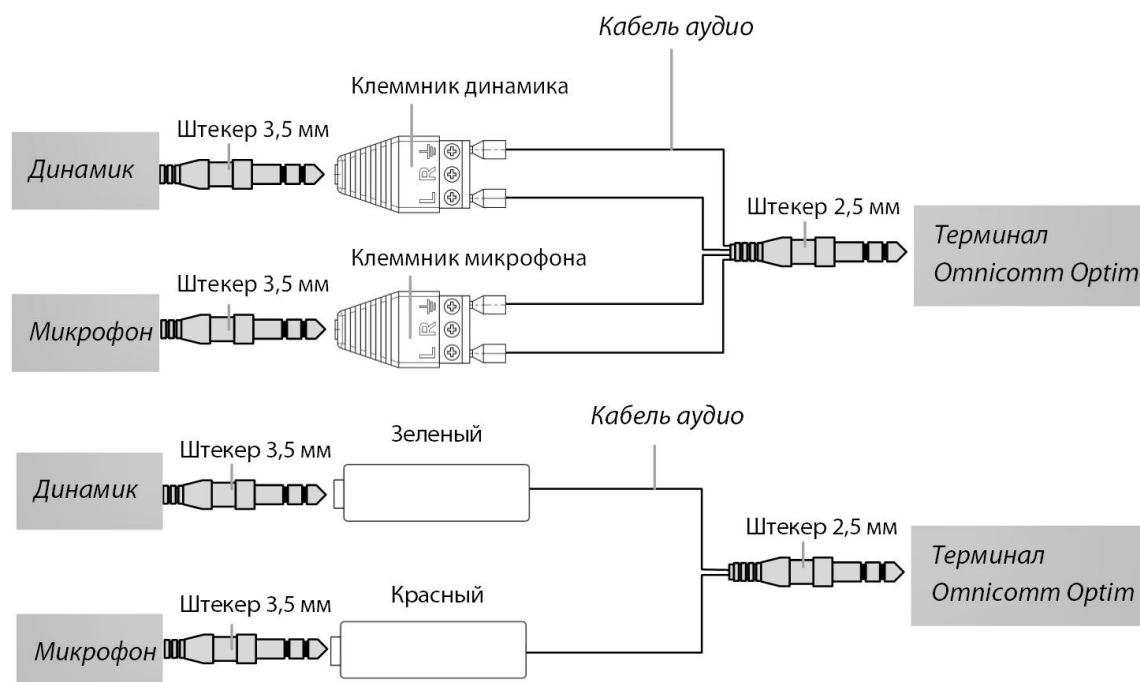 Кабель аудио
Клеммник динамика
Штекер 3,5 мм
Динамик
L R
Штекер 2,5 мм
Терминал
Omnicomm Optim
Клеммник микрофона
Штекер 3,5 мм
Микрофон
L R
Кабель аудио
Зеленый
Штекер 3,5 мм
Динамик
Штекер 2,5 мм
Терминал
Omnicomm Optim
Красный
Штекер 3,5 мм
Микрофон